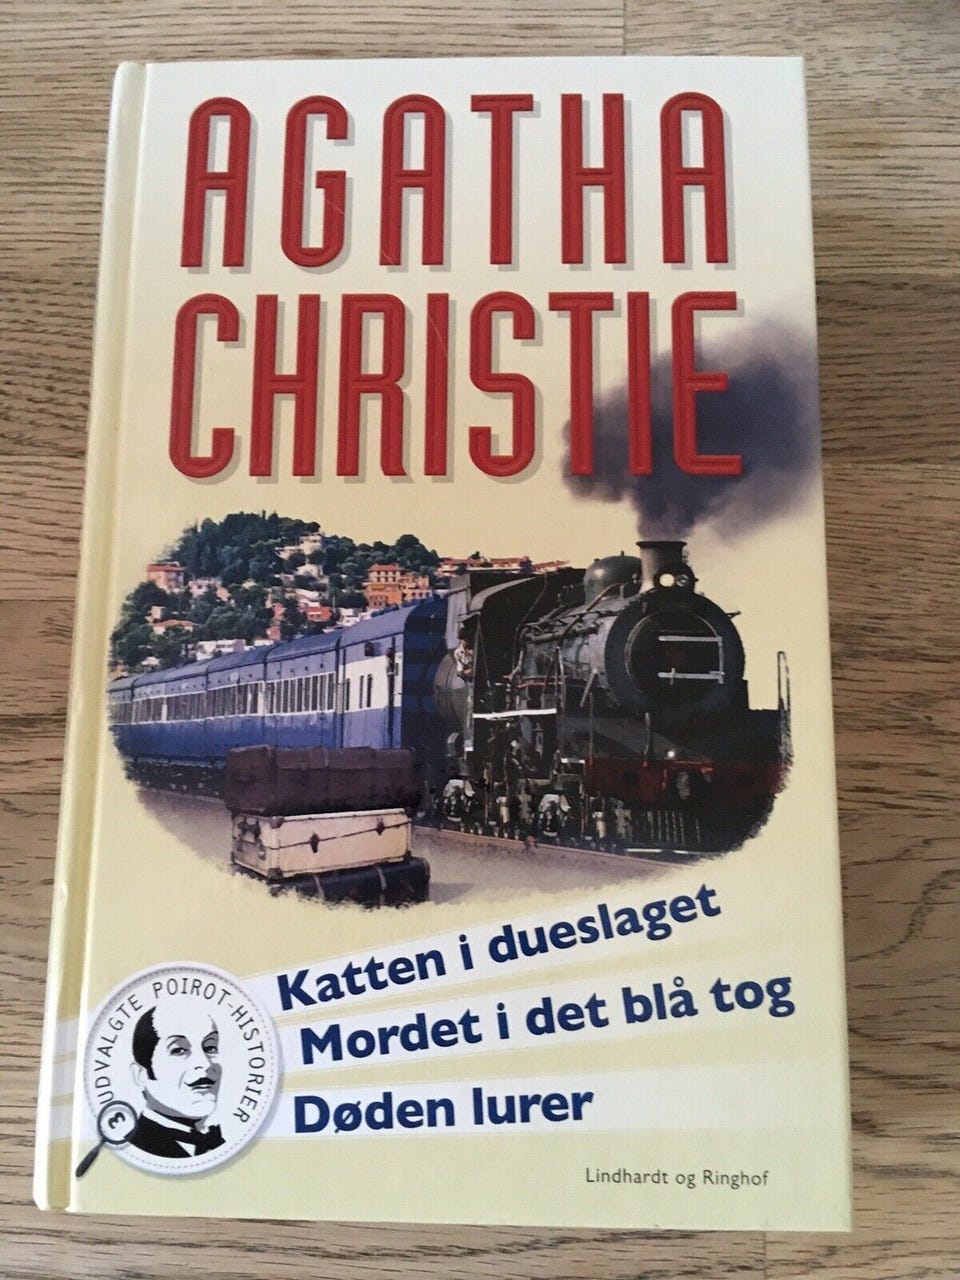 AGATHA
CHRISTIE
Katten i dueslaget
Mordet i det blå tog
Døden lurer
3 UDVALGTE POIROT-HISTORIER
Lindhardt og Ringhof